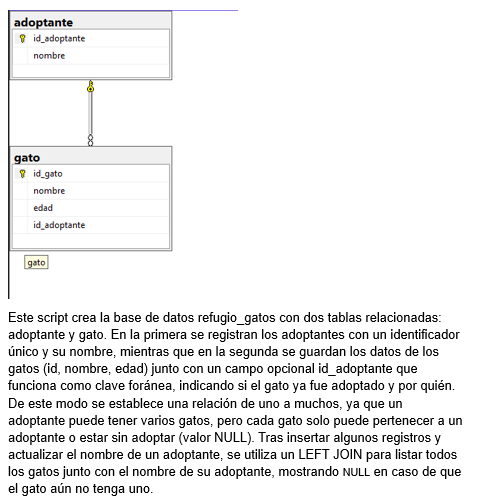 adoptante
id_adoptante
nombre
gato
id_gato
nombre
edad
id_adoptante
gato
Este script crea la base de datos refugio_gatos con dos tablas relacionadas:
adoptante y gato. En la primera se registran los adoptantes con un identificador
único y su nombre, mientras que en la segunda se guardan los datos de los
gatos (id, nombre, edad) junto con un campo opcional id_adoptante que
funciona como clave foránea, indicando si el gato ya fue adoptado y por quién.
De este modo se establece una relación de uno a muchos, ya que un
adoptante puede tener varios gatos, pero cada gato solo puede pertenecer a un
adoptante o estar sin adoptar (valor NULL). Tras insertar algunos registros y
actualizar el nombre de un adoptante, se utiliza un LEFT JOIN para listar todos
los gatos junto con el nombre de su adoptante, mostrando NULL en caso de que
el gato aún no tenga uno.